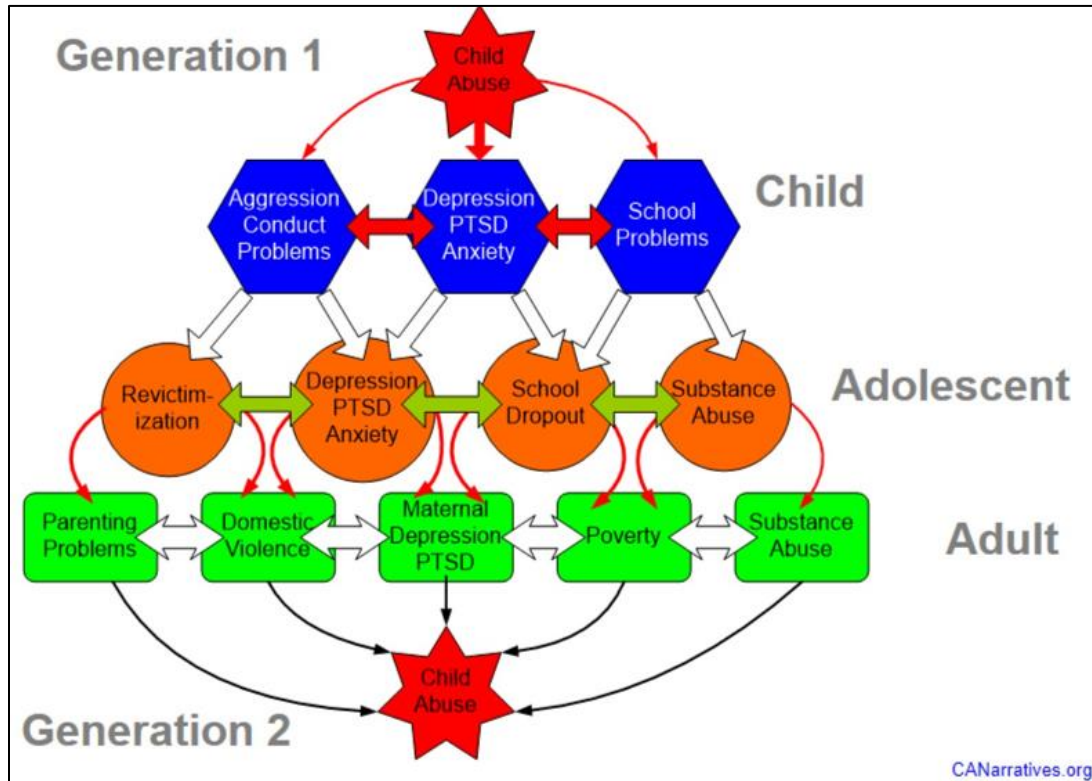 Generation 1
Child
Abuse
Child
Aggression
Conduct
Problems
Depression
PTSD
Anxiety
School
Problems
Adolescent
Revictim-
ization
Depression
PTSD
Anxiety
School
Dropout
Substance
Abuse
Adult
Parenting
Problems
Domestic
Violence
Maternal
Depression
PTSD
Poverty
Substance
Abuse
Child
Abuse
Generation 2
CANarratives.org